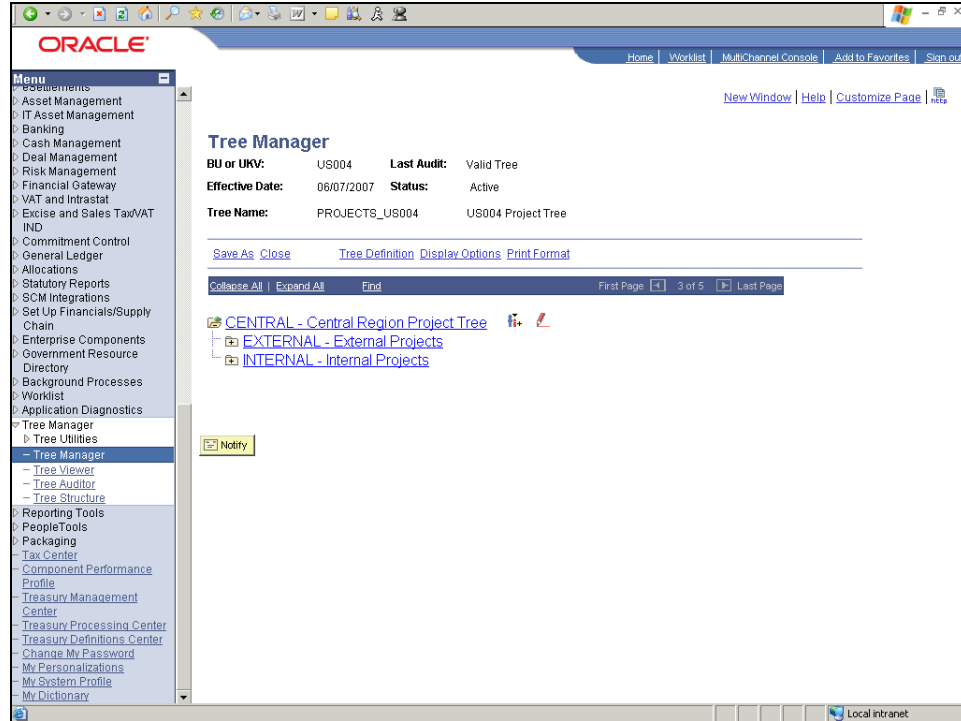 ORACLE
Home | Worklist | MultiChannel Console | Add to Favorites | Sign out
Menu
eSettlements
Asset Management
IT Asset Management
Banking
Cash Management
Deal Management
Risk Management
Financial Gateway
VAT and Intrastat
Excise and Sales Tax/VAT
IND
Commitment Control
General Ledger
Allocations
Statutory Reports
SCM Integrations
Set Up Financials/Supply
Chain
Enterprise Components
Government Resource
Directory
Background Processes
Worklist
Application Diagnostics
Tree Manager
Tree Utilities
– Tree Manager
– Tree Viewer
– Tree Auditor
– Tree Structure
Reporting Tools
PeopleTools
Packaging
– Tax Center
– Component Performance
Profile
– Treasury Management
Center
– Treasury Processing Center
– Treasury Definitions Center
– Change My Password
– My Personalizations
– My System Profile
– My Dictionary
New Window | Help | Customize Page | http
Tree Manager
BU or UKV: US004 Last Audit: Valid Tree
Effective Date: 06/07/2007 Status: Active
Tree Name: PROJECTS_US004 US004 Project Tree
Save As Close Tree Definition Display Options Print Format
Collapse All | Expand All Find First Page 3 of 5 Last Page
CENTRAL - Central Region Project Tree
EXTERNAL - External Projects
INTERNAL - Internal Projects
Notify
Local intranet